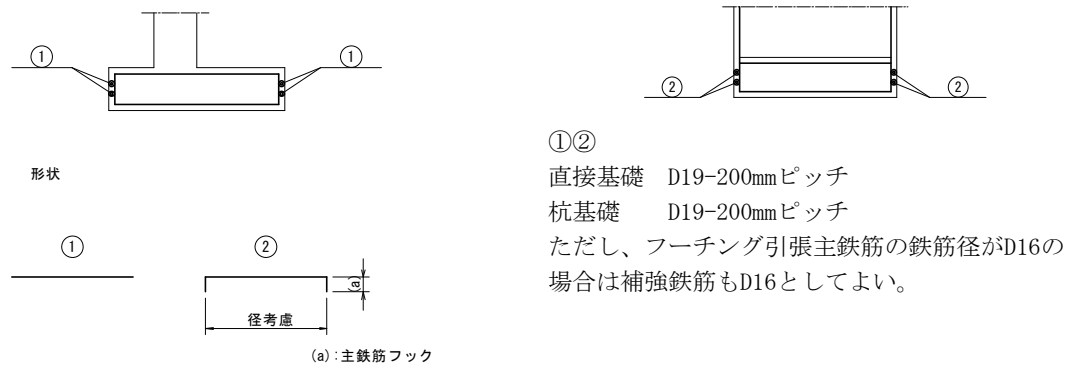 ① ①
② ②
①②
直接基礎 D19-200mmピッチ
杭基礎 D19-200mmピッチ
ただし、フーチング引張主鉄筋の鉄筋径がD16の
場合は補強鉄筋もD16としてよい。
形状
① ②
(a)
径考慮
(a):主鉄筋フック